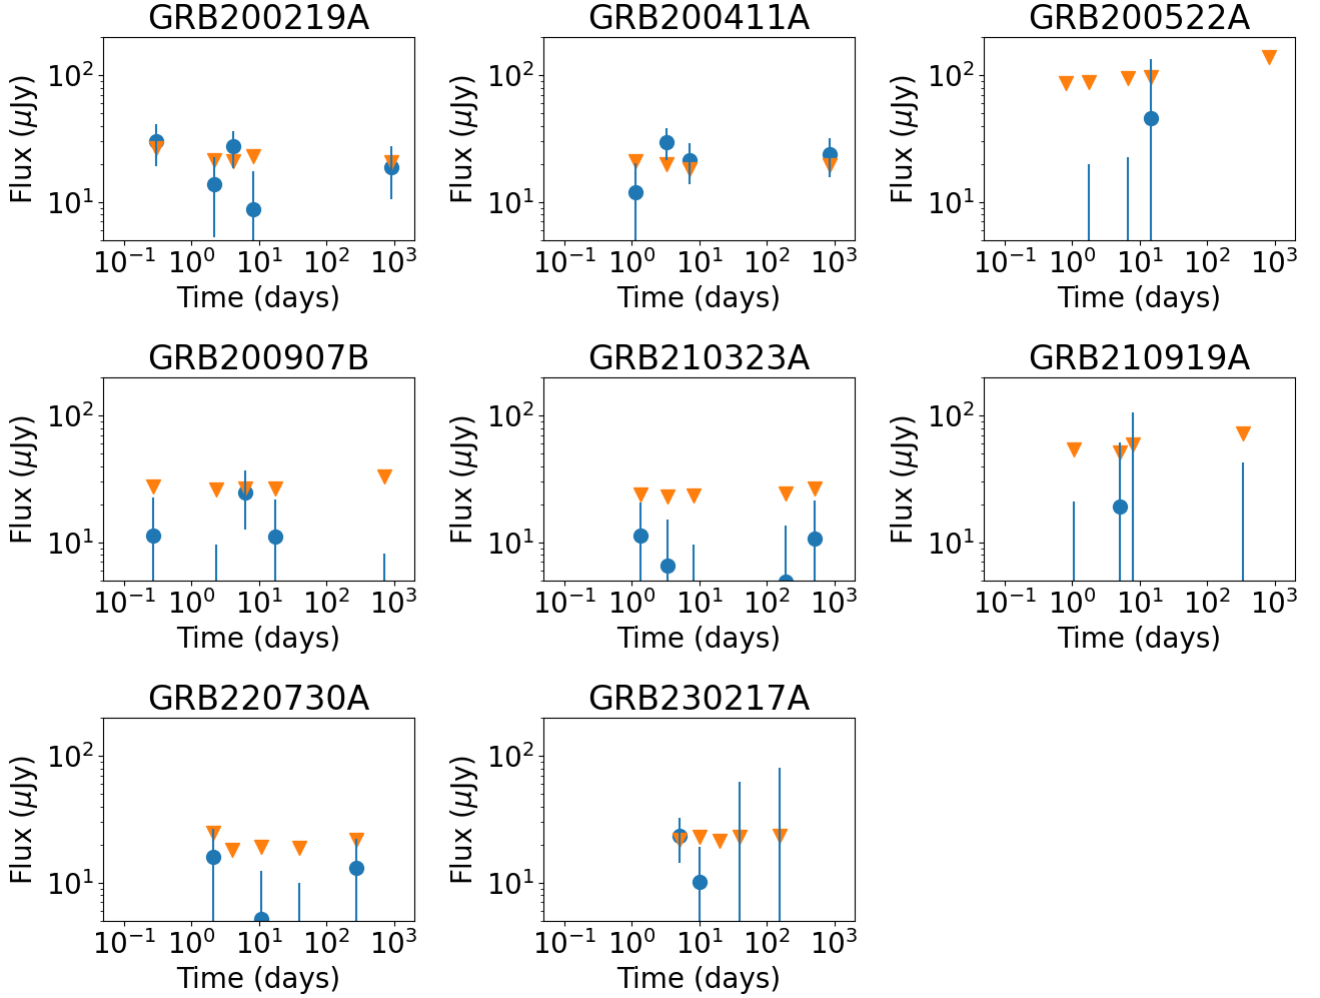 GRB200219A GRB200411A GRB200522A
Flux (μJy) Flux (μJy) Flux (μJy)
10² 10² 10²
10¹ 10¹ 10¹
10⁻¹ 10⁰ 10¹ 10² 10³ 10⁻¹ 10⁰ 10¹ 10² 10³ 10⁻¹ 10⁰ 10¹ 10² 10³
Time (days) Time (days) Time (days)
GRB200907B GRB210323A GRB210919A
Flux (μJy) Flux (μJy) Flux (μJy)
10² 10² 10²
10¹ 10¹ 10¹
10⁻¹ 10⁰ 10¹ 10² 10³ 10⁻¹ 10⁰ 10¹ 10² 10³ 10⁻¹ 10⁰ 10¹ 10² 10³
Time (days) Time (days) Time (days)
GRB220730A GRB230217A
Flux (μJy) Flux (μJy)
10² 10²
10¹ 10¹
10⁻¹ 10⁰ 10¹ 10² 10³ 10⁻¹ 10⁰ 10¹ 10² 10³
Time (days) Time (days)